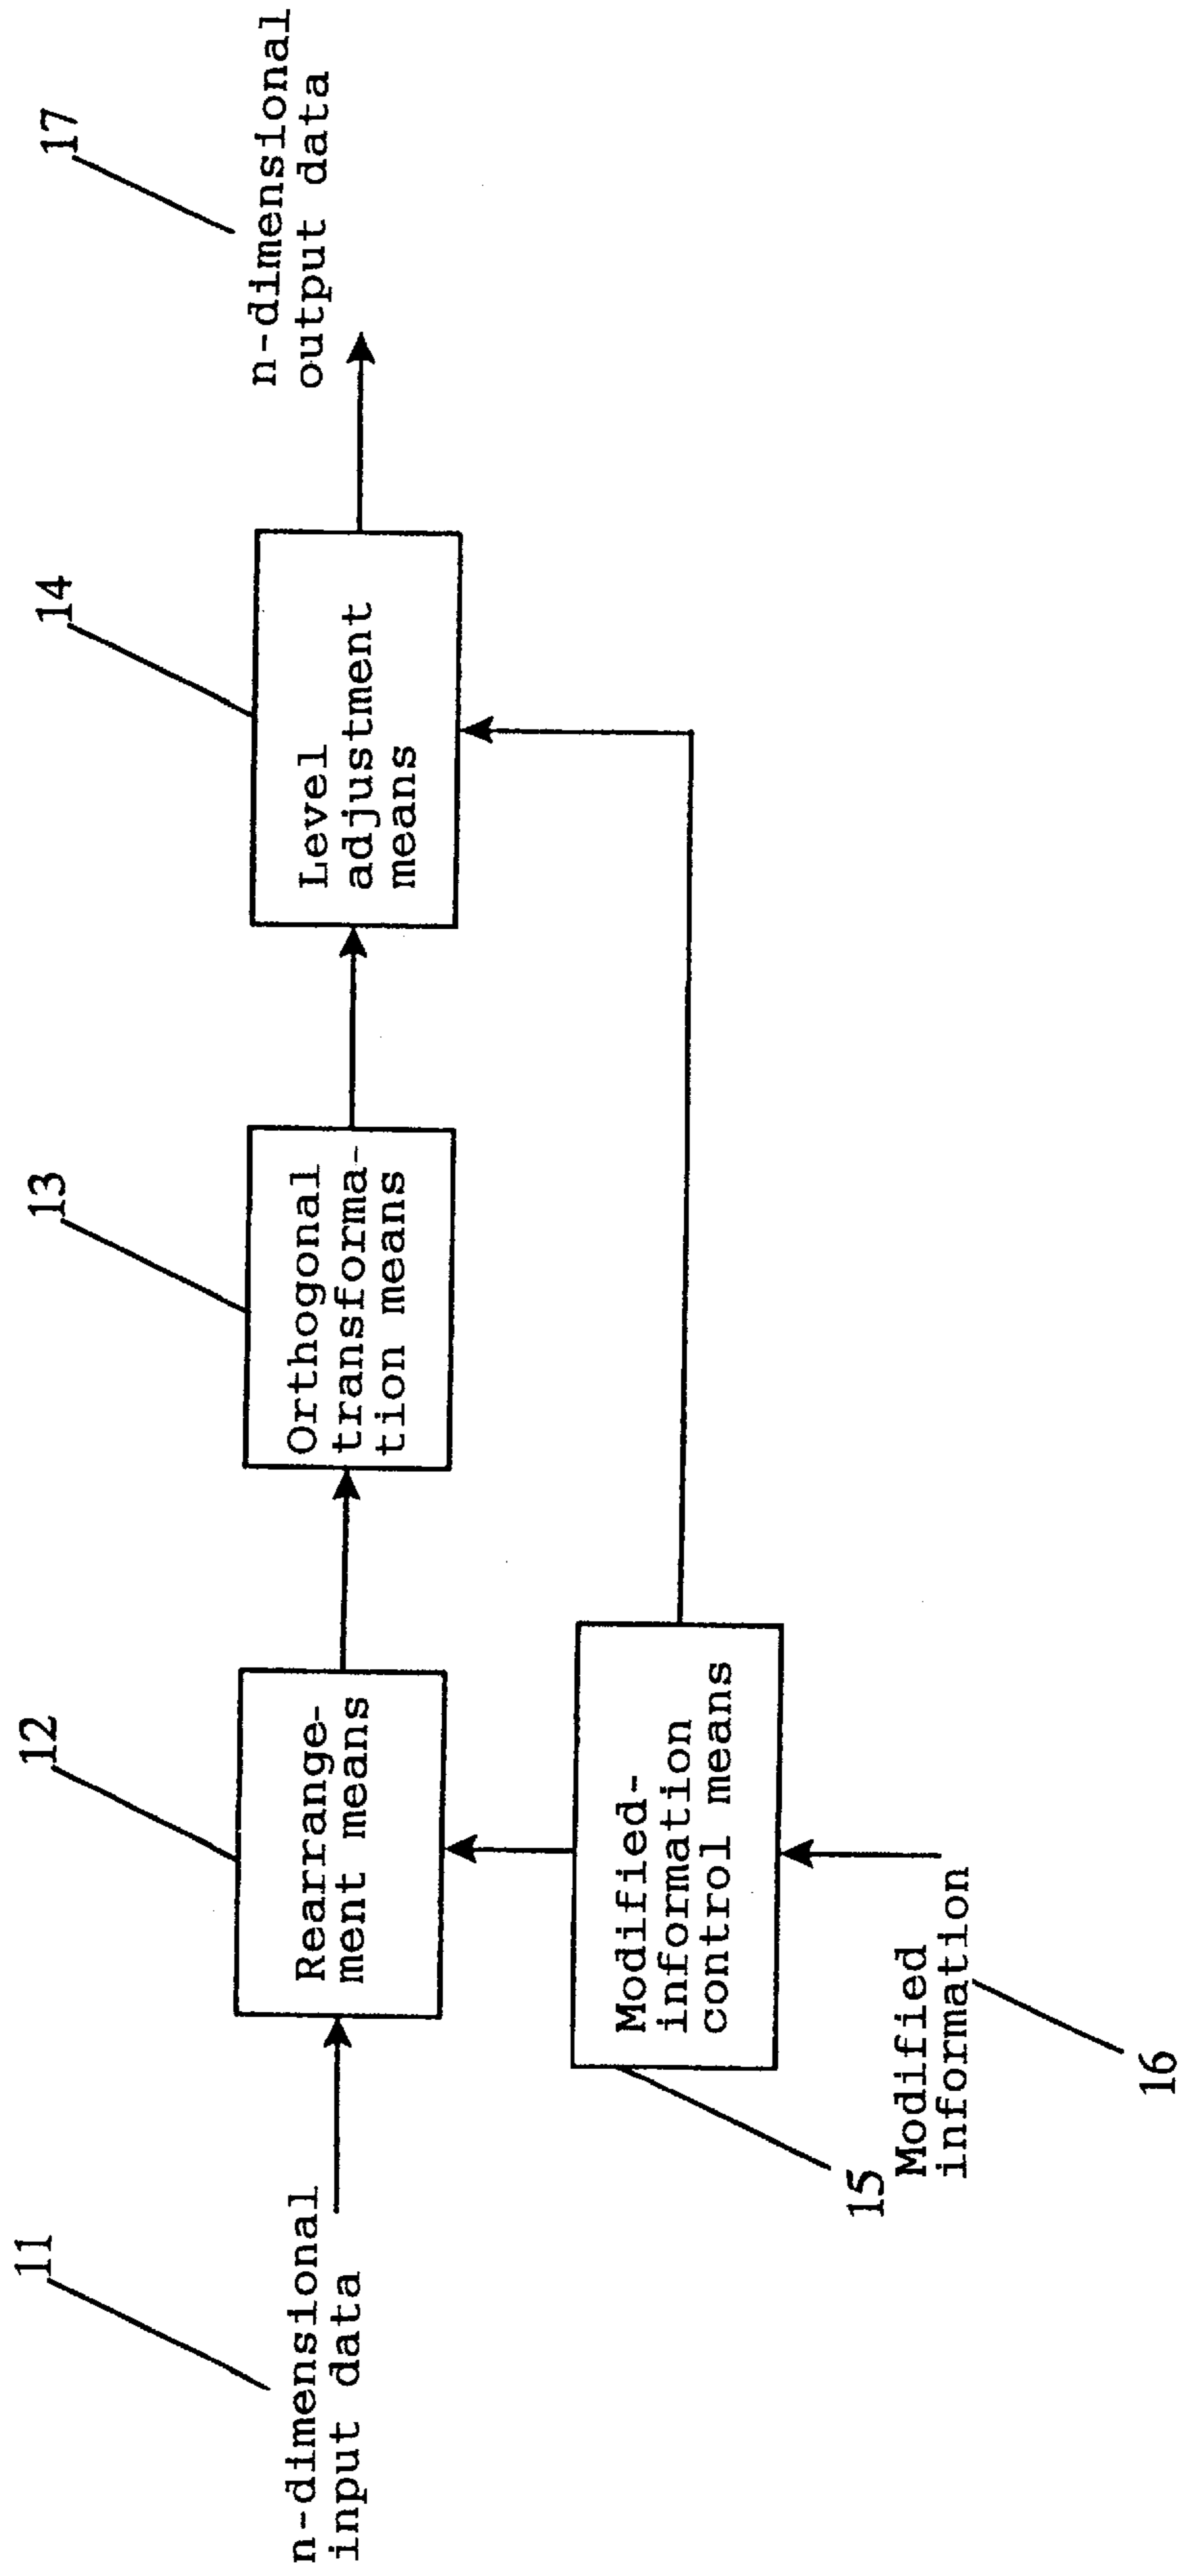 11
n-dimensional
input data
12
Rearrange-
ment means
13
Orthogonal
transforma-
tion means
14
Level
adjustment
means
17
n-dimensional
output data
15
Modified-
information
control means
Modified
information
16